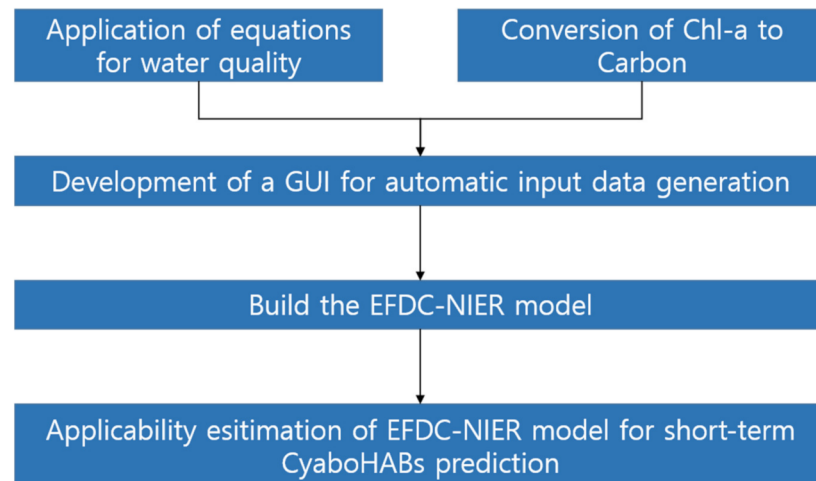 Application of equations
for water quality
Conversion of Chl-a to
Carbon
Development of a GUI for automatic input data generation
Build the EFDC-NIER model
Applicability esitimation of EFDC-NIER model for short-term
CyaboHABs prediction